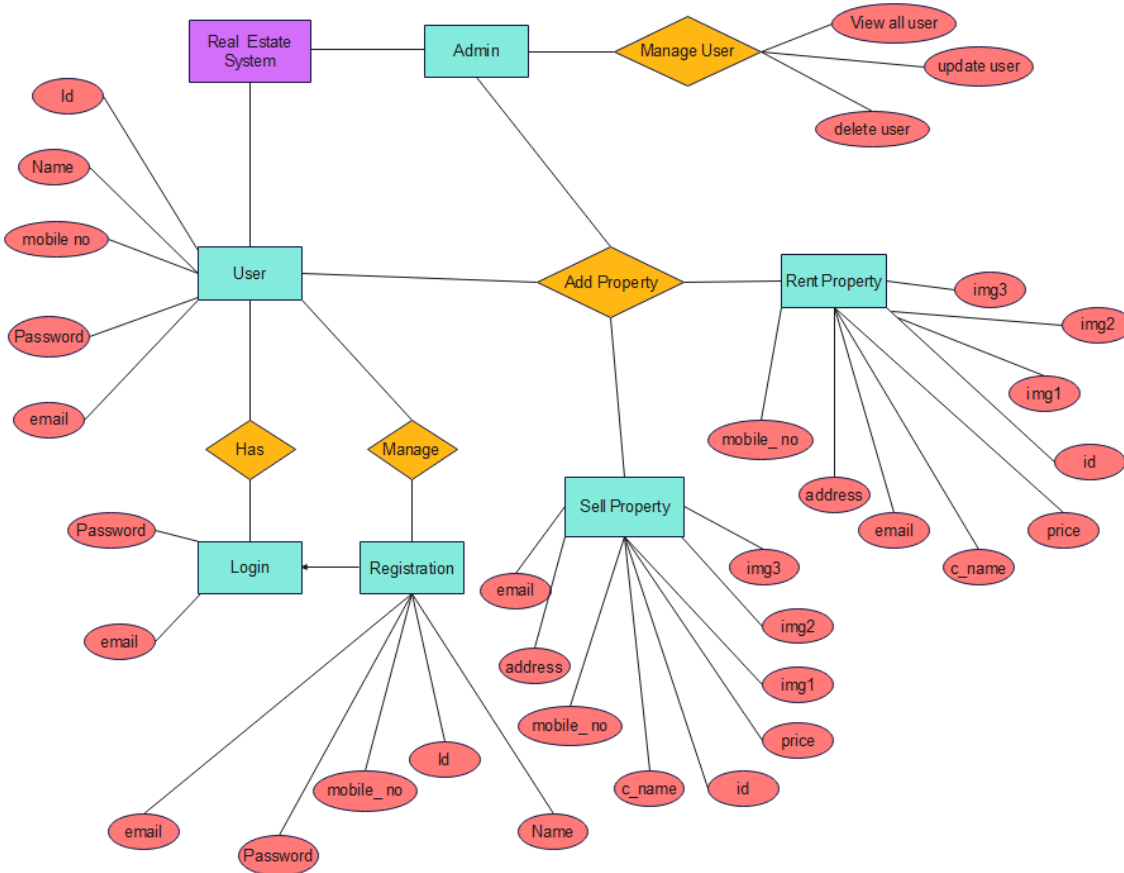 Real Estate
System
Admin
Manage User
View all user
update user
delete user
Id
Name
mobile no
Password
email
User
Add Property
Rent Property
img3
img2
img1
id
price
c_name
email
address
mobile_ no
Has
Manage
Sell Property
Password
Login
email
Registration
email
address
mobile_ no
c_name
id
price
img1
img2
img3
email
Password
mobile_ no
Id
Name